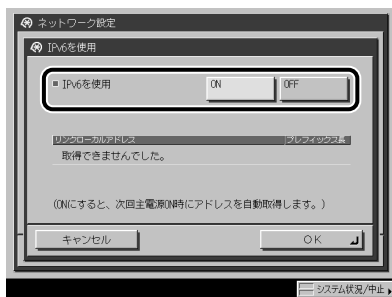 ネットワーク設定
IPv6を使用
IPv6を使用 ON OFF
リンクローカルアドレス プレフィックス長
取得できませんでした。
(ONにすると、次回主電源ON時にアドレスを自動取得します。)
キャンセル OK
システム状況/中止